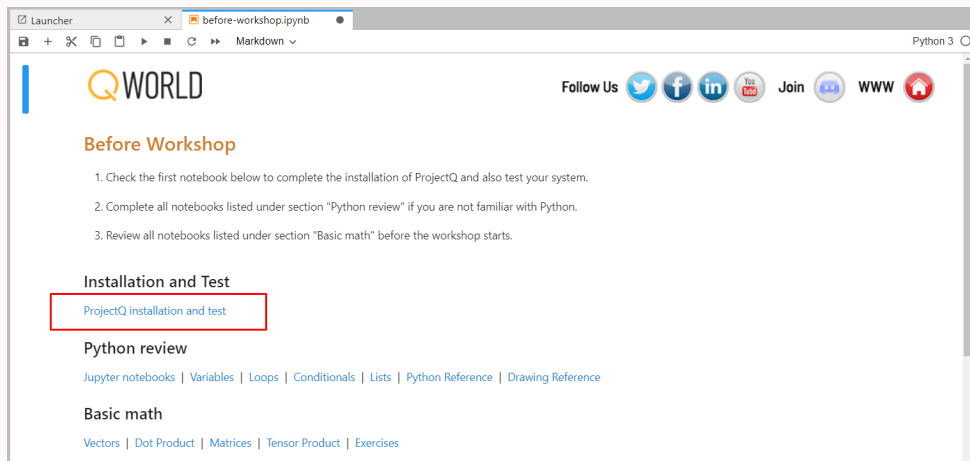 Launcher
before-workshop.ipynb
Markdown
Python 3
QWORLD
Follow Us
You
Tube
Join
WWW
Before Workshop
1. Check the first notebook below to complete the installation of ProjectQ and also test your system.
2. Complete all notebooks listed under section "Python review" if you are not familiar with Python.
3. Review all notebooks listed under section "Basic math" before the workshop starts.
Installation and Test
ProjectQ installation and test
Python review
Jupyter notebooks | Variables | Loops | Conditionals | Lists | Python Reference | Drawing Reference
Basic math
Vectors | Dot Product | Matrices | Tensor Product | Exercises